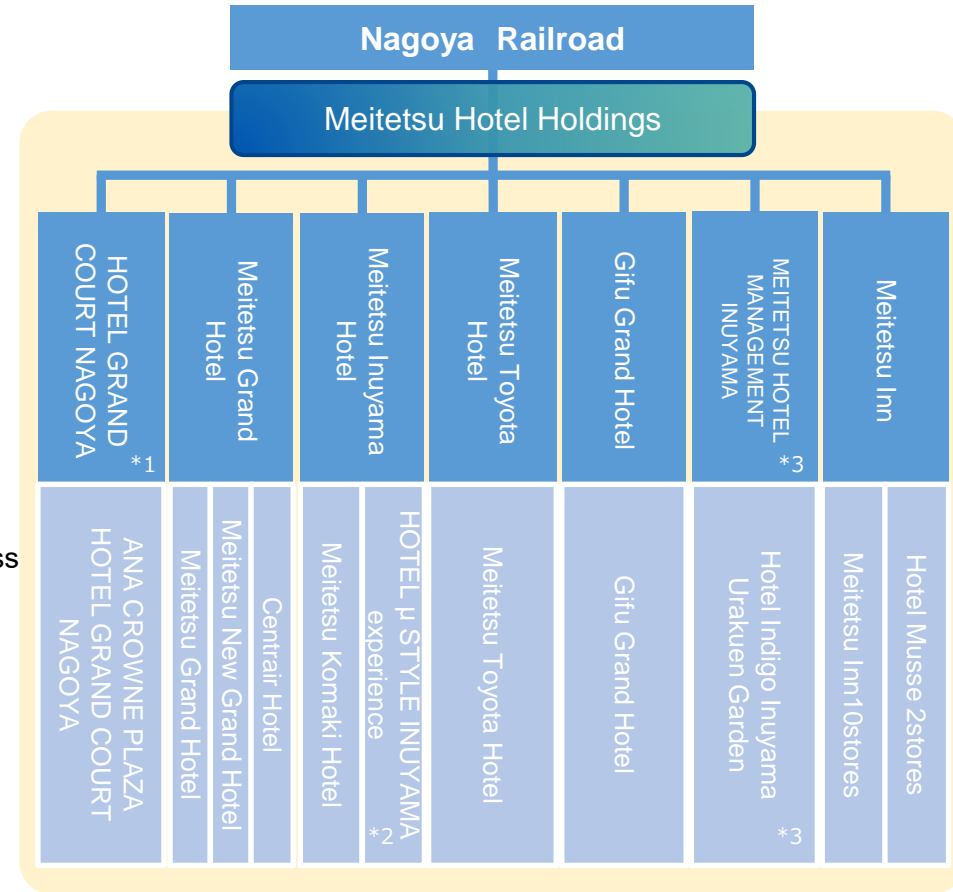 Nagoya Railroad
Meitetsu Hotel Holdings
HOTEL GRAND
COURT NAGOYA
*1
Meitetsu Grand
Hotel
Meitetsu Inuyama
Hotel
Meitetsu Toyota
Hotel
Gifu Grand Hotel
MEITETSU HOTEL
MANAGEMENT
INUYAMA
*3
Meitetsu Inn
ss
ANA CROWNE PLAZA
HOTEL GRAND COURT
NAGOYA
Meitetsu Grand Hotel
Meitetsu New Grand Hotel
Centrair Hotel
Meitetsu Komaki Hotel
HOTEL μ STYLE INUYAMA
experience
*2
Meitetsu Toyota Hotel
Gifu Grand Hotel
Hotel Indigo Inuyama
Urakuen Garden
*3
Meitetsu Inn10stores
Hotel Musse 2stores